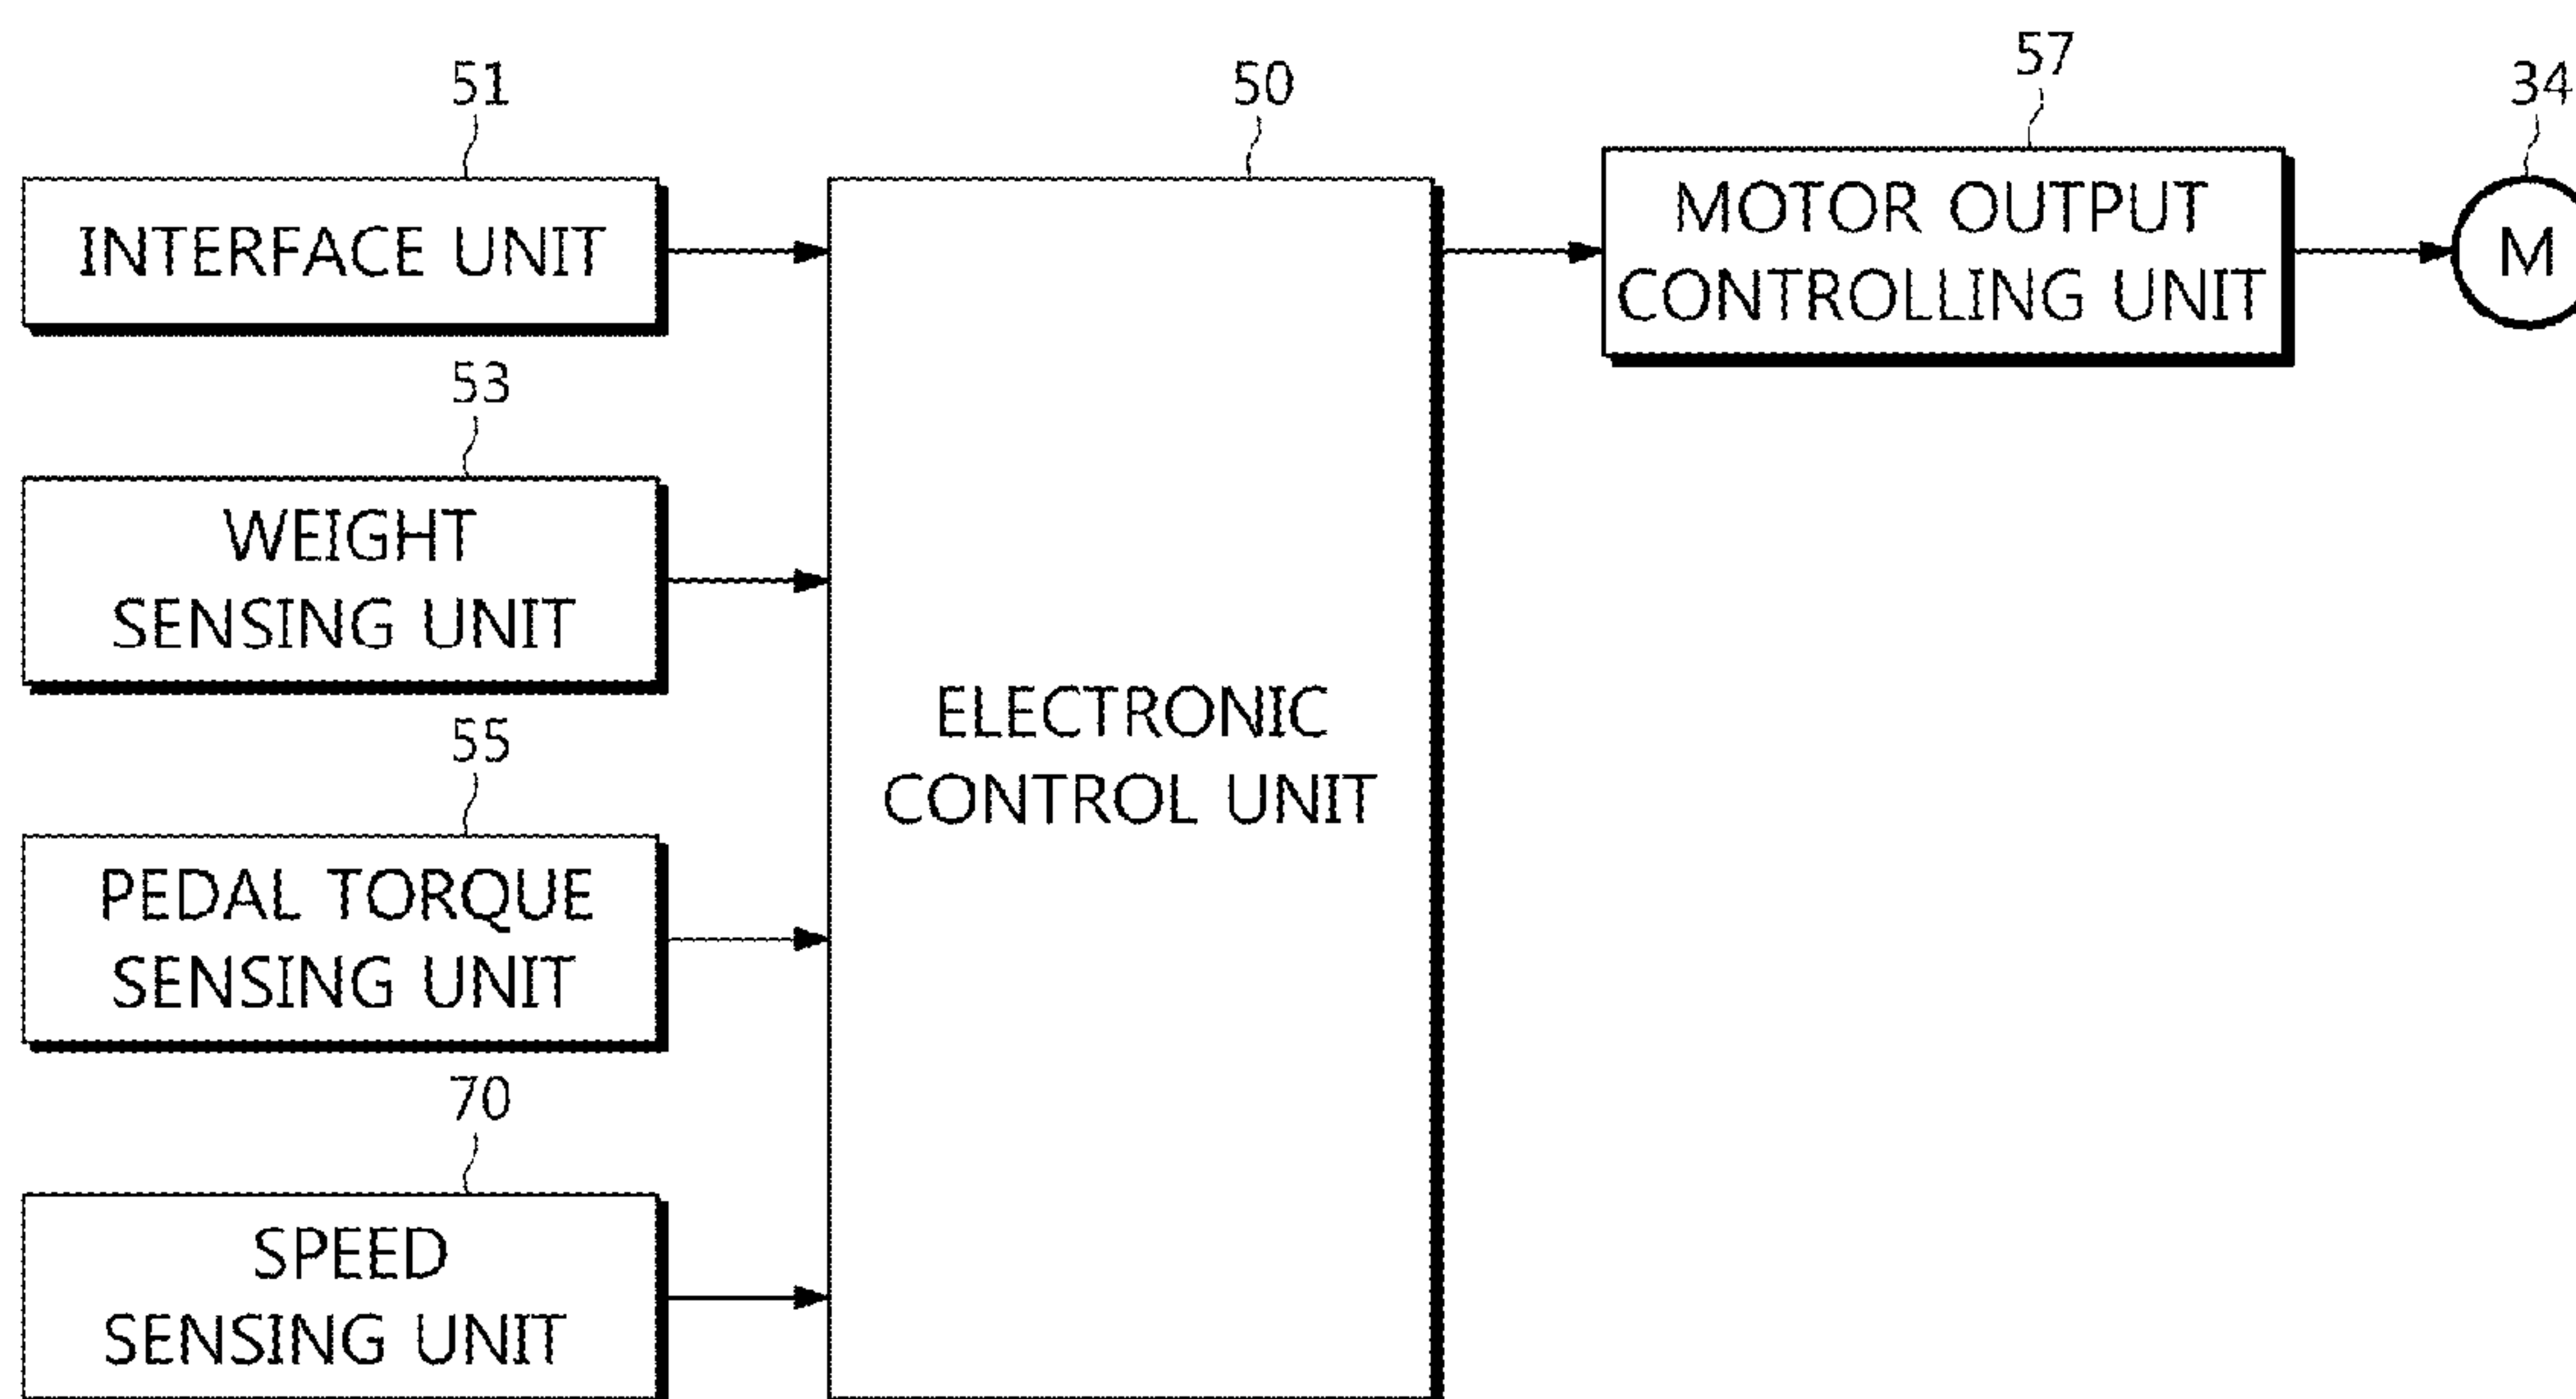 51
INTERFACE UNIT
53
WEIGHT
SENSING UNIT
55
PEDAL TORQUE
SENSING UNIT
70
SPEED
SENSING UNIT
50
ELECTRONIC
CONTROL UNIT
57
MOTOR OUTPUT
CONTROLLING UNIT
34
M